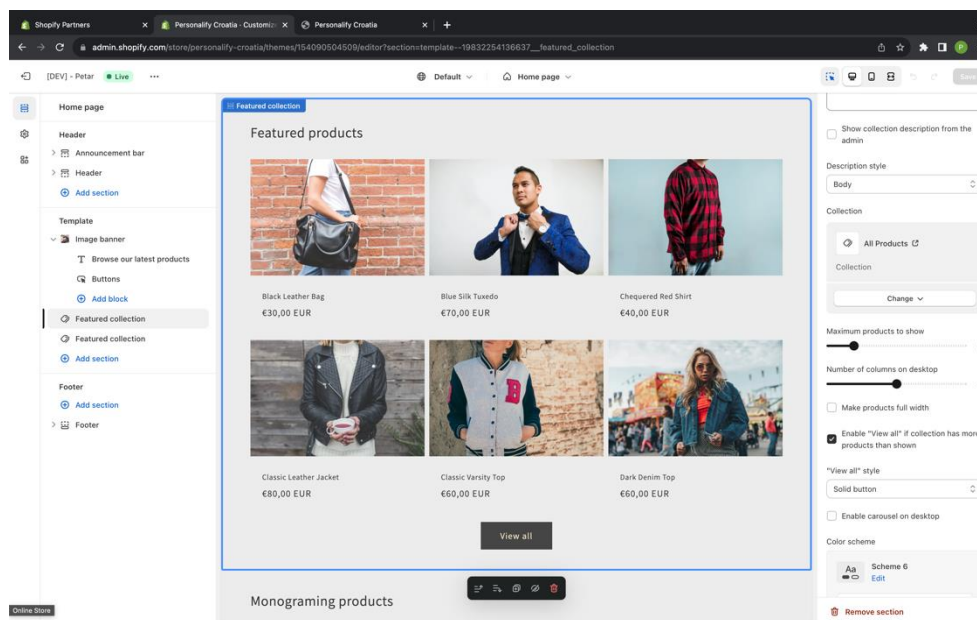 Shopify Partners
Personalify Croatia · Customiz
Personalify Croatia
admin.shopify.com/store/personalify-croatia/themes/154090504509/editor?section=template--19832254136637__featured_collection
[DEV] - Petar
Live
Default
Home page
Save
Home page
Header
Announcement bar
Header
Add section
Template
Image banner
Browse our latest products
Buttons
Add block
Featured collection
Featured collection
Add section
Footer
Add section
Footer
Online Store
Featured collection
Featured products
Black Leather Bag
€30,00 EUR
Blue Silk Tuxedo
€70,00 EUR
Chequered Red Shirt
€40,00 EUR
B
Classic Leather Jacket
€80,00 EUR
Classic Varsity Top
€60,00 EUR
Dark Denim Top
€60,00 EUR
View all
Monograming products
Show collection description from the
admin
Description style
Body
Collection
All Products
Collection
Change
Maximum products to show
Number of columns on desktop
Make products full width
Enable "View all" if collection has mor
products than shown
"View all" style
Solid button
Enable carousel on desktop
Color scheme
Aa
Scheme 6
Edit
Remove section